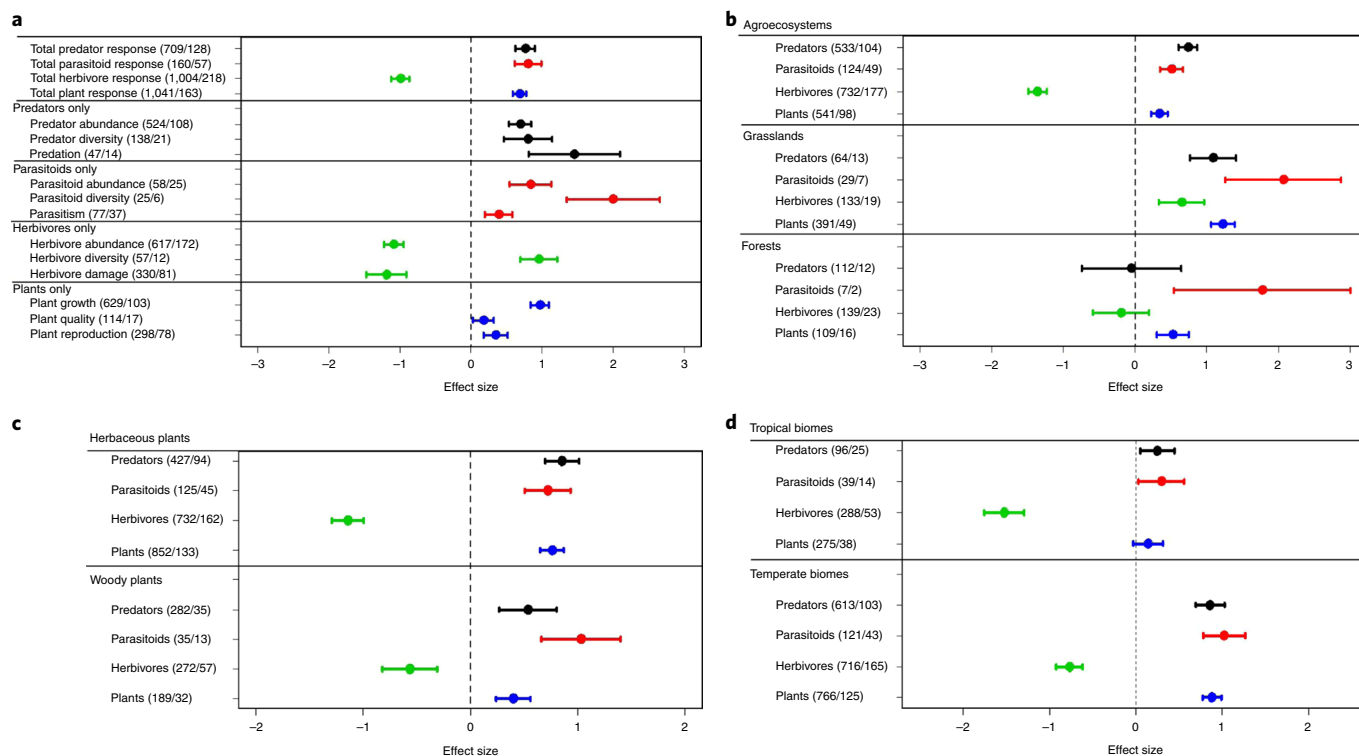 a
Total predator response (709/128)
Total parasitoid response (160/57)
Total herbivore response (1,004/218)
Total plant response (1,041/163)
Predators only
Predator abundance (524/108)
Predator diversity (138/21)
Predation (47/14)
Parasitoids only
Parasitoid abundance (58/25)
Parasitoid diversity (25/6)
Parasitism (77/37)
Herbivores only
Herbivore abundance (617/172)
Herbivore diversity (57/12)
Herbivore damage (330/81)
Plants only
Plant growth (629/103)
Plant quality (114/17)
Plant reproduction (298/78)
–3 –2 –1 0 1 2 3
Effect size
b
Agroecosystems
Predators (533/104)
Parasitoids (124/49)
Herbivores (732/177)
Plants (541/98)
Grasslands
Predators (64/13)
Parasitoids (29/7)
Herbivores (133/19)
Plants (391/49)
Forests
Predators (112/12)
Parasitoids (7/2)
Herbivores (139/23)
Plants (109/16)
–3 –2 –1 0 1 2 3
Effect size
c
Herbaceous plants
Predators (427/94)
Parasitoids (125/45)
Herbivores (732/162)
Plants (852/133)
Woody plants
Predators (282/35)
Parasitoids (35/13)
Herbivores (272/57)
Plants (189/32)
–2 –1 0 1 2
Effect size
d
Tropical biomes
Predators (96/25)
Parasitoids (39/14)
Herbivores (288/53)
Plants (275/38)
Temperate biomes
Predators (613/103)
Parasitoids (121/43)
Herbivores (716/165)
Plants (766/125)
–2 –1 0 1 2
Effect size